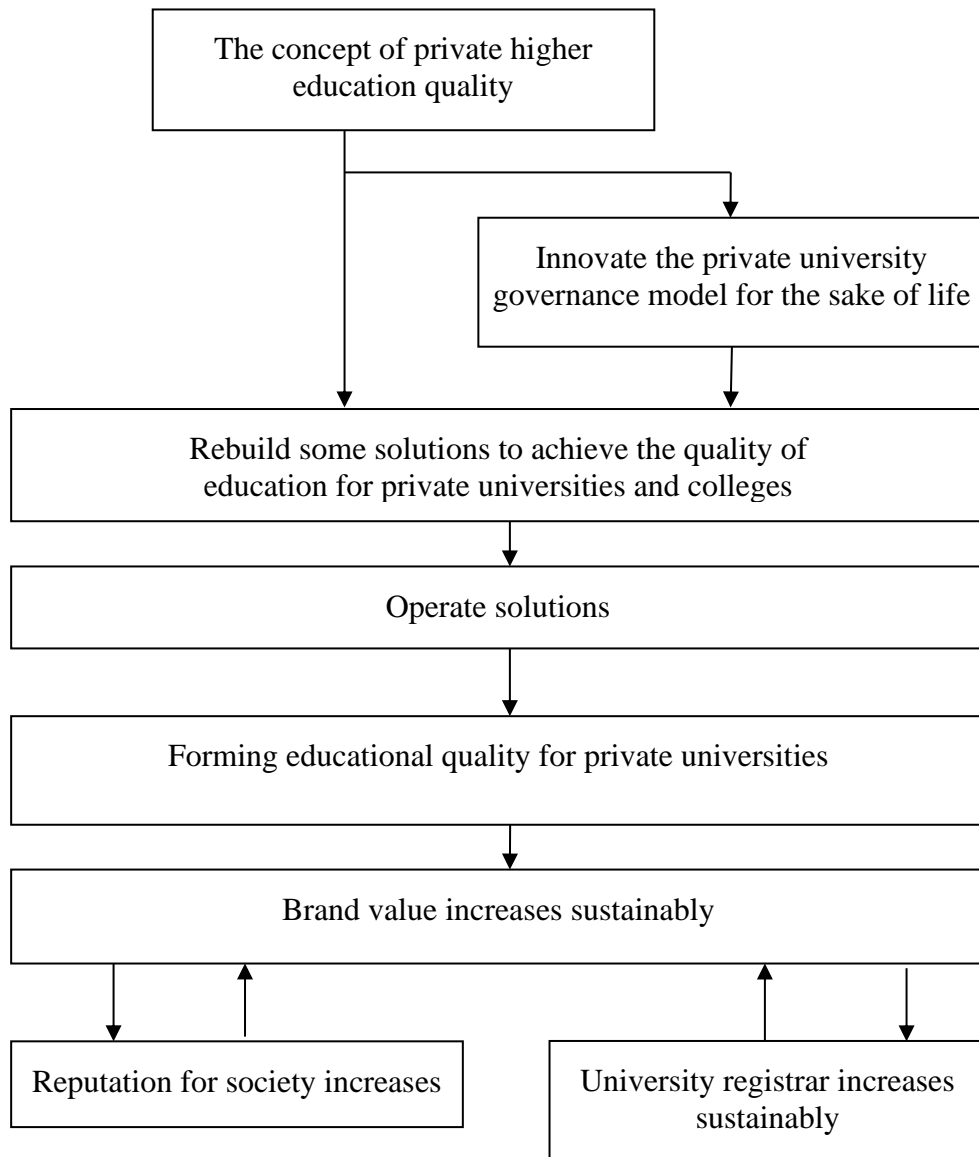 The concept of private higher
education quality
Innovate the private university
governance model for the sake of life
Rebuild some solutions to achieve the quality of
education for private universities and colleges
Operate solutions
Forming educational quality for private universities
Brand value increases sustainably
Reputation for society increases
University registrar increases
sustainably